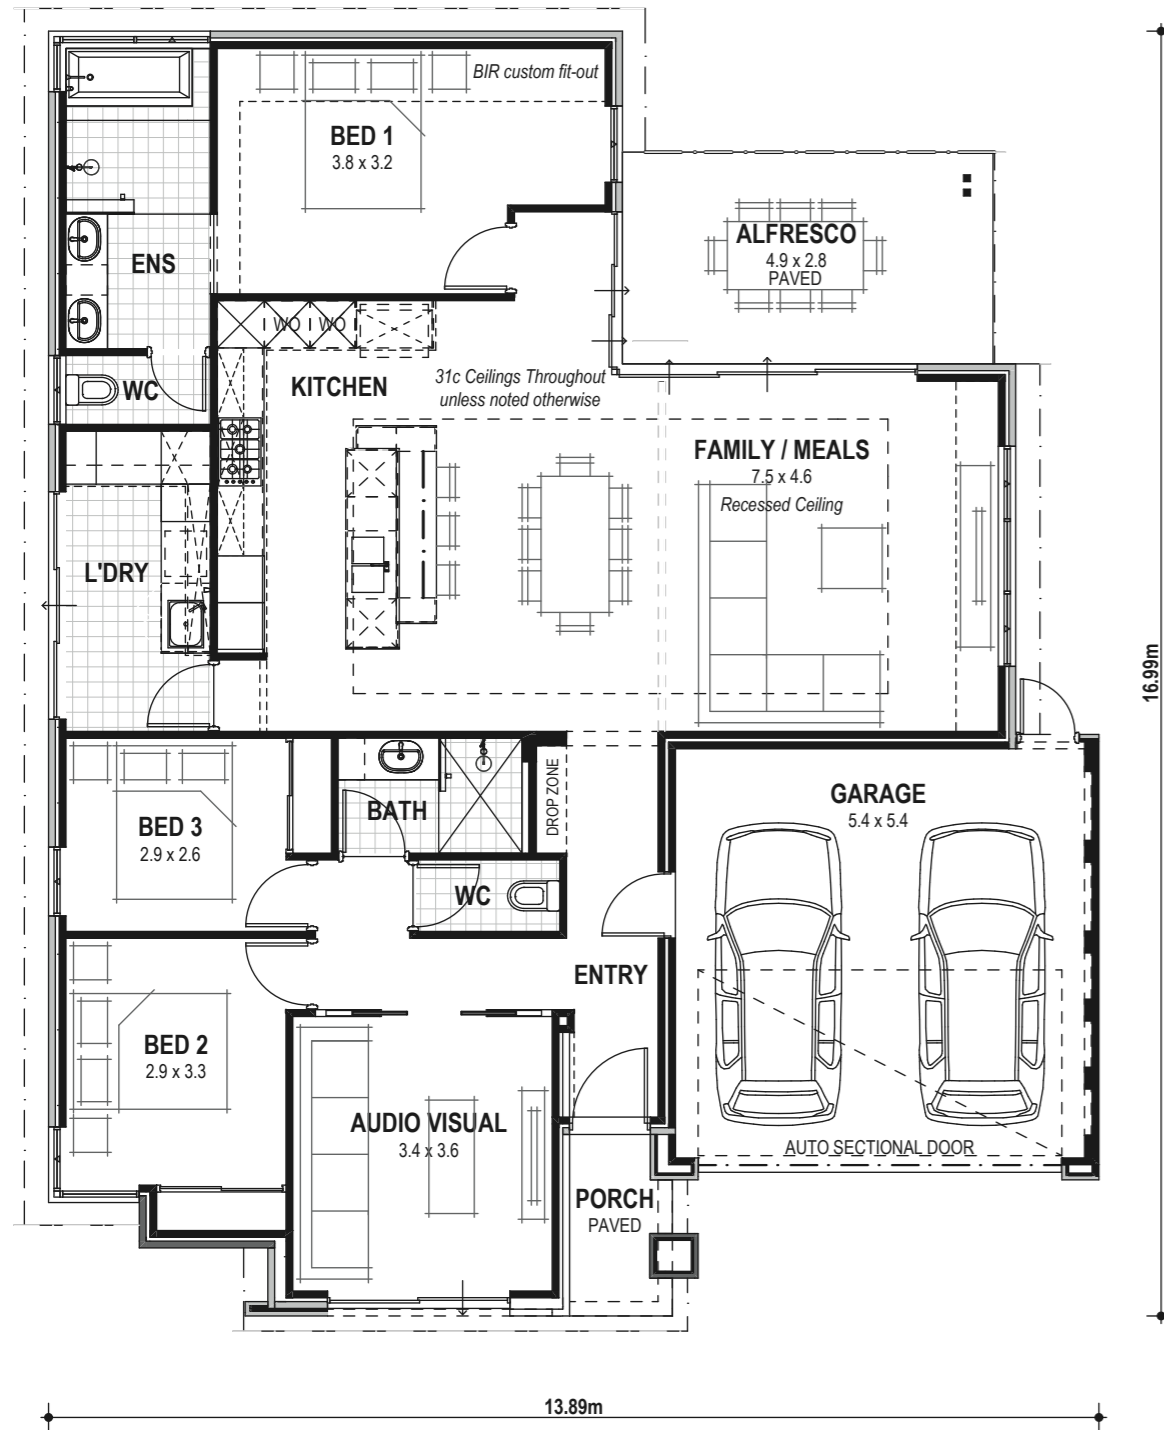 BIR custom fit-out
BED 1
3.8 x 3.2
ALFRESCO
4.9 x 2.8
PAVED
ENS
WO WO
WC
KITCHEN
31c Ceilings Throughout
unless noted otherwise
FAMILY / MEALS
7.5 x 4.6
Recessed Ceiling
L'DRY
16.99m
BED 3
2.9 x 2.6
BATH
DROP ZONE
GARAGE
5.4 x 5.4
WC
ENTRY
BED 2
2.9 x 3.3
AUDIO VISUAL
3.4 x 3.6
AUTO SECTIONAL DOOR
PORCH
PAVED
13.89m